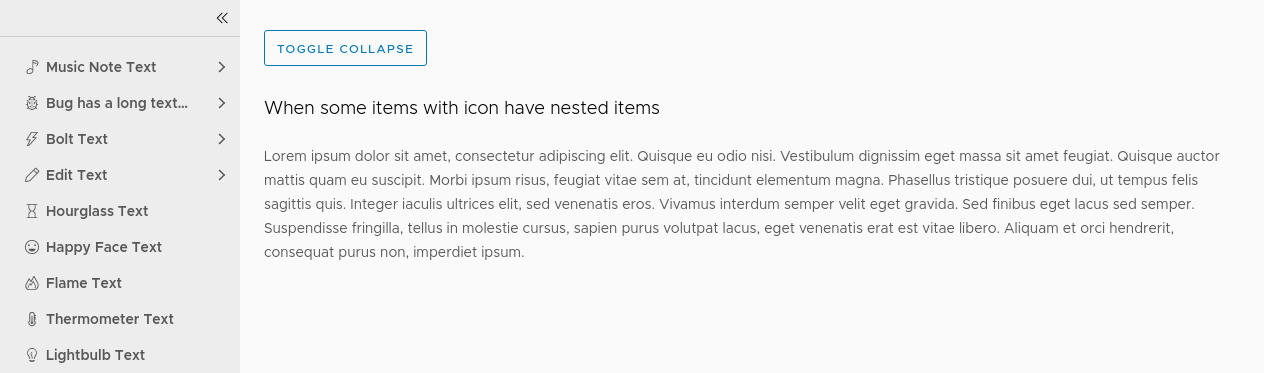 Music Note Text
Bug has a long text...
Bolt Text
Edit Text
Hourglass Text
Happy Face Text
Flame Text
Thermometer Text
Lightbulb Text
TOGGLE COLLAPSE
When some items with icon have nested items
Lorem ipsum dolor sit amet, consectetur adipiscing elit. Quisque eu odio nisi. Vestibulum dignissim eget massa sit amet feugiat. Quisque auctor
mattis quam eu suscipit. Morbi ipsum risus, feugiat vitae sem at, tincidunt elementum magna. Phasellus tristique posuere dui, ut tempus felis
sagittis quis. Integer iaculis ultrices elit, sed venenatis eros. Vivamus interdum semper velit eget gravida. Sed finibus eget lacus sed semper.
Suspendisse fringilla, tellus in molestie cursus, sapien purus volutpat lacus, eget venenatis erat est vitae libero. Aliquam et orci hendrerit,
consequat purus non, imperdiet ipsum.